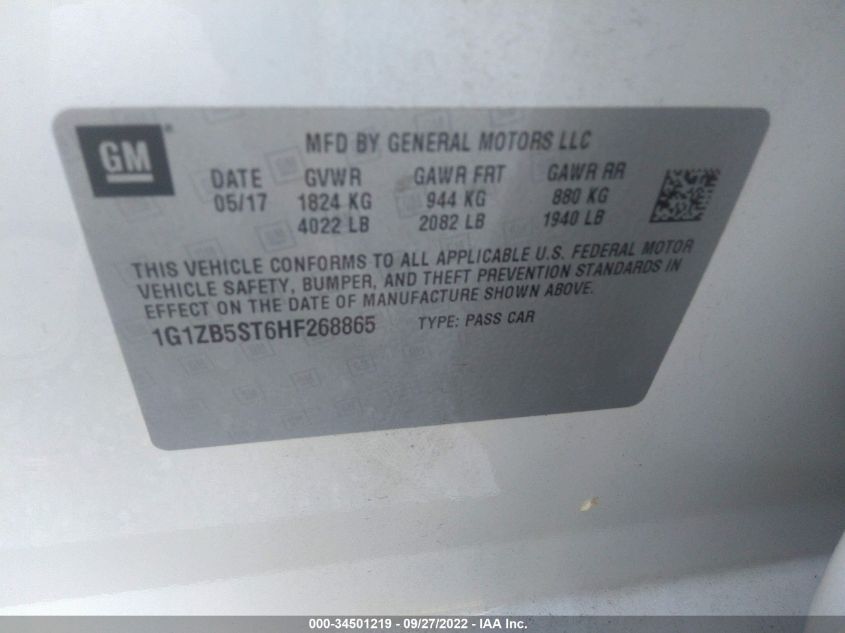 GM
MFD BY GENERAL MOTORS LLC
DATE GVWR GAWR FRT GAWR RR
05/17 1824 KG 944 KG 880 KG
4022 LB 2082 LB 1940 LB
THIS VEHICLE CONFORMS TO ALL APPLICABLE U.S. FEDERAL MOTOR
VEHICLE SAFETY, BUMPER, AND THEFT PREVENTION STANDARDS IN
EFFECT ON THE DATE OF MANUFACTURE SHOWN ABOVE.
1G1ZB5ST6HF268865 TYPE: PASS CAR
000-34501219 - 09/27/2022 - IAA Inc.